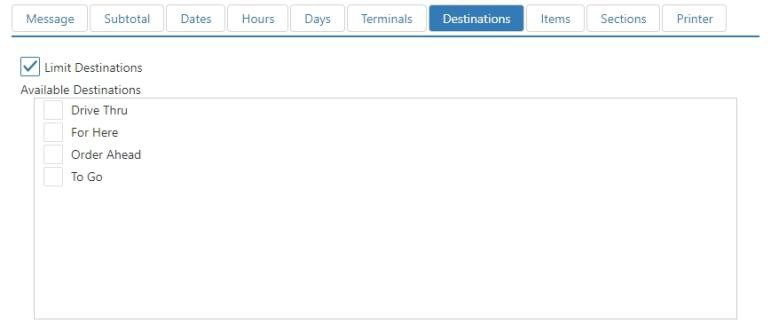 Message Subtotal Dates Hours Days Terminals Destinations Items Sections Printer
Limit Destinations
Available Destinations
Drive Thru
For Here
Order Ahead
To Go